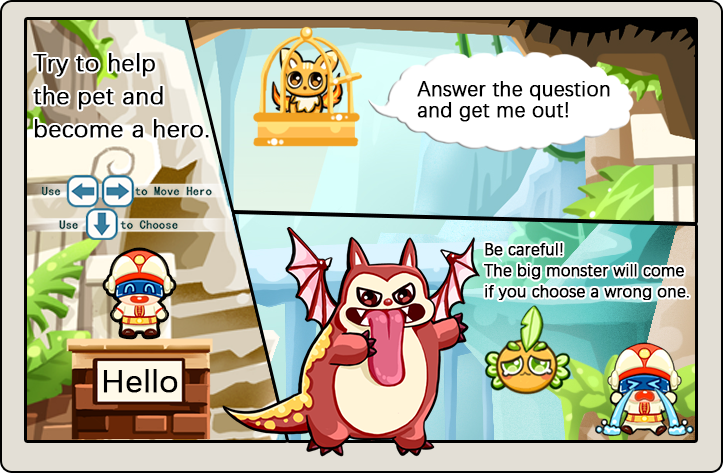 Try to help
the pet and
become a hero.
Use to Move Hero
Use to Choose
Hello
Answer the question
and get me out!
Be careful!
The big monster will come
if you choose a wrong one.